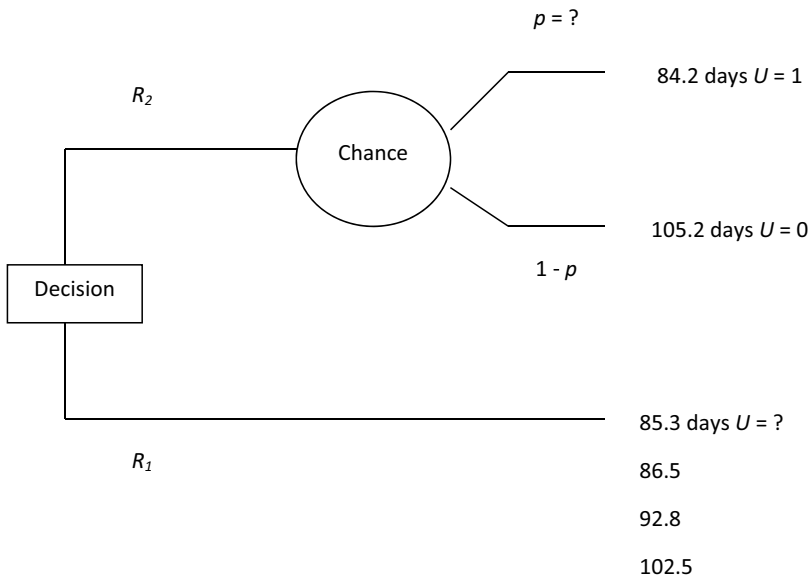 p = ?
84.2 days U = 1
R2
Chance
105.2 days U = 0
1 - p
Decision
85.3 days U = ?
R1
86.5
92.8
102.5